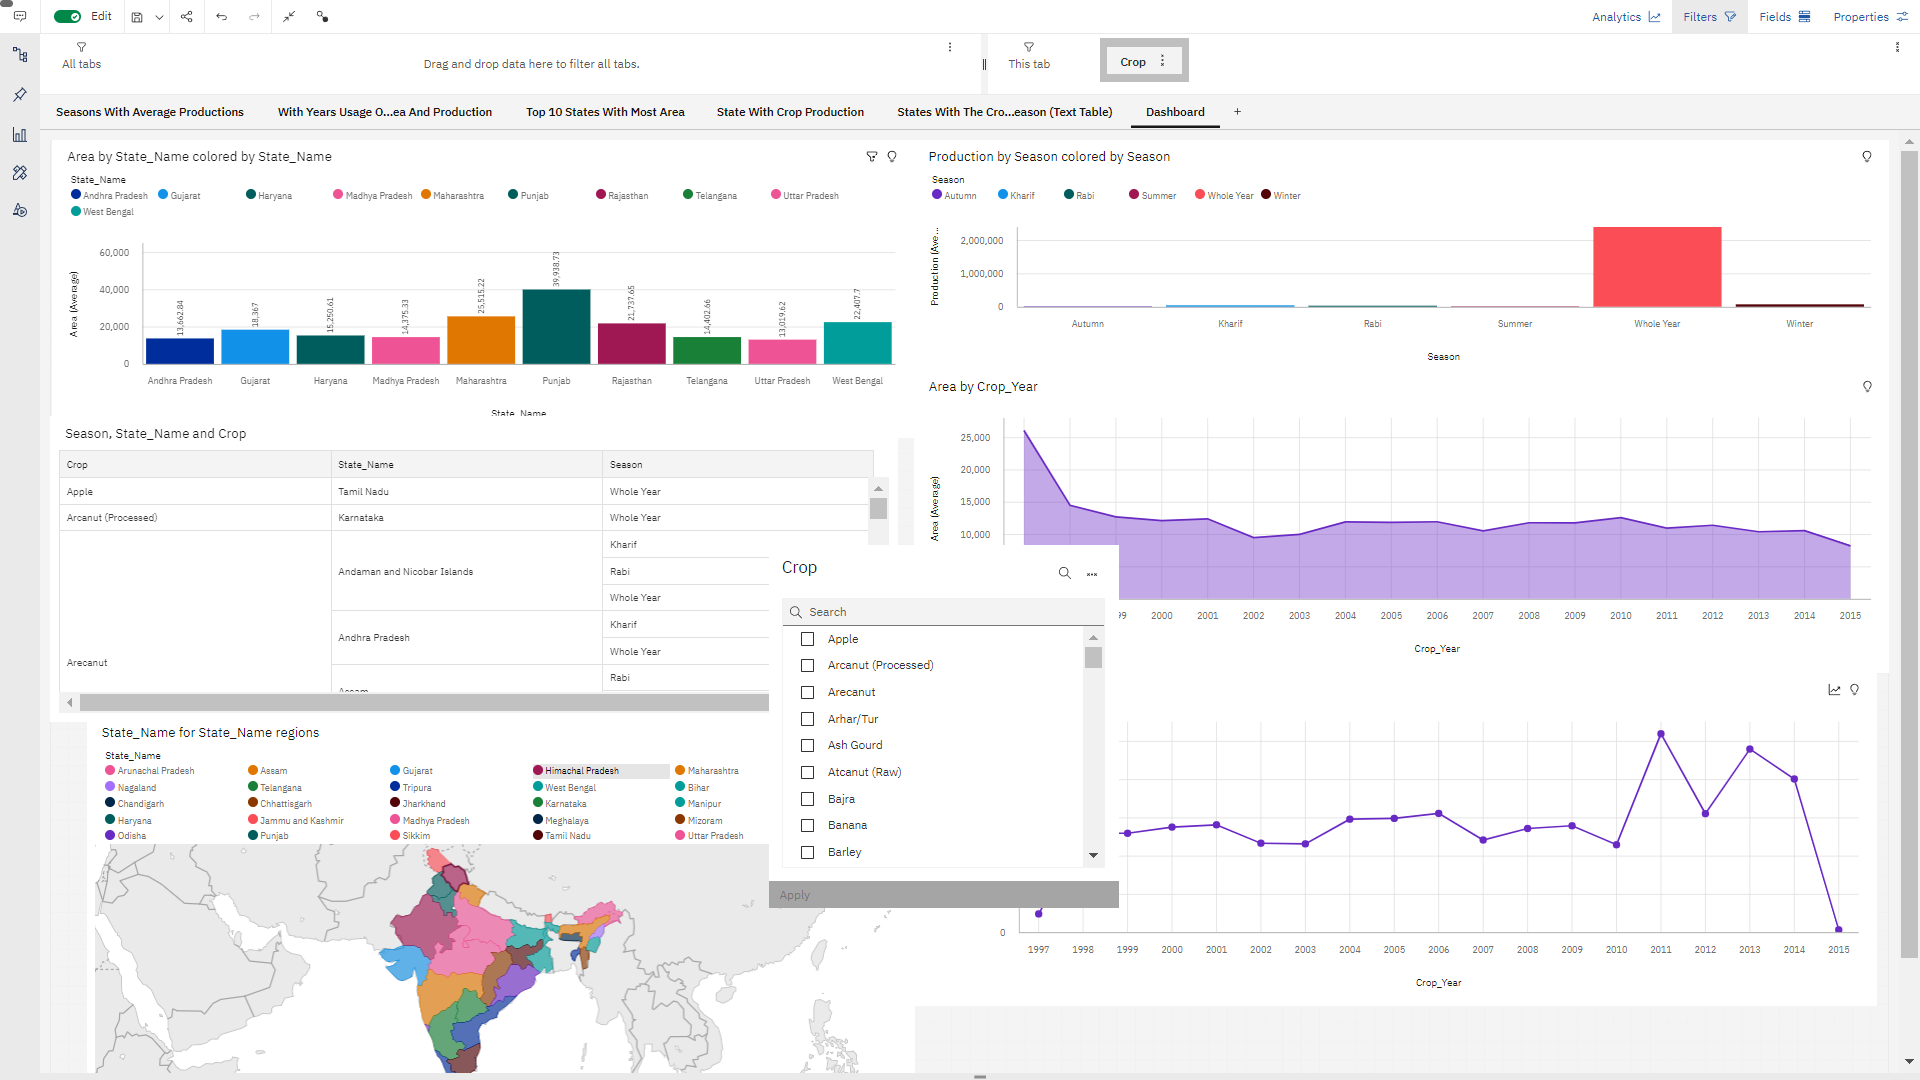 Edit
Analytics
Filters
Fields
Properties
All tabs
Drag and drop data here to filter all tabs.
This tab
Crop
Seasons With Average Productions
With Years Usage O...ea And Production
Top 10 States With Most Area
State With Crop Production
States With The Cro...eason (Text Table)
Dashboard
+
Area by State_Name colored by State_Name
State_Name
Andhra Pradesh Gujarat Haryana Madhya Pradesh Maharashtra Punjab Rajasthan Telangana Uttar Pradesh
West Bengal
Area (Average)
60,000
40,000
20,000
0
13,662.84
18,367
15,250.61
14,375.33
25,515.22
39,938.73
21,737.65
14,402.66
13,019.62
22,407.7
Andhra Pradesh Gujarat Haryana Madhya Pradesh Maharashtra Punjab Rajasthan Telangana Uttar Pradesh West Bengal
State_Name
Production by Season colored by Season
Season
Autumn Kharif Rabi Summer Whole Year Winter
Production (Ave...
2,000,000
1,000,000
0
Autumn Kharif Rabi Summer Whole Year Winter
Season
Season, State_Name and Crop
Crop State_Name Season
Apple Tamil Nadu Whole Year
Arcanut (Processed) Karnataka Whole Year
Kharif
Andaman and Nicobar Islands Rabi
Whole Year
Kharif
Andhra Pradesh
Whole Year
Arecanut
Rabi
Assam
Area by Crop_Year
Area (Average)
25,000
20,000
15,000
10,000
99 2000 2001 2002 2003 2004 2005 2006 2007 2008 2009 2010 2011 2012 2013 2014 2015
Crop_Year
Crop
Search
Apple
Arcanut (Processed)
Arecanut
Arhar/Tur
Ash Gourd
Atcanut (Raw)
Bajra
Banana
Barley
Apply
State_Name for State_Name regions
State_Name
Arunachal Pradesh Assam Gujarat Himachal Pradesh Maharashtra
Nagaland Telangana Tripura West Bengal Bihar
Chandigarh Chhattisgarh Jharkhand Karnataka Manipur
Haryana Jammu and Kashmir Madhya Pradesh Meghalaya Mizoram
Odisha Punjab Sikkim Tamil Nadu Uttar Pradesh
0
1997 1998 1999 2000 2001 2002 2003 2004 2005 2006 2007 2008 2009 2010 2011 2012 2013 2014 2015
Crop_Year